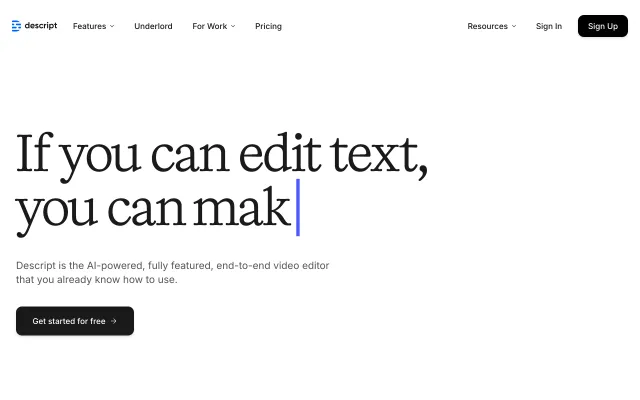 descript
Features
Underlord
For Work
Pricing
Resources
Sign In
Sign Up
If you can edit text,
you can mak
Descript is the AI-powered, fully featured, end-to-end video editor
that you already know how to use.
Get started for free →